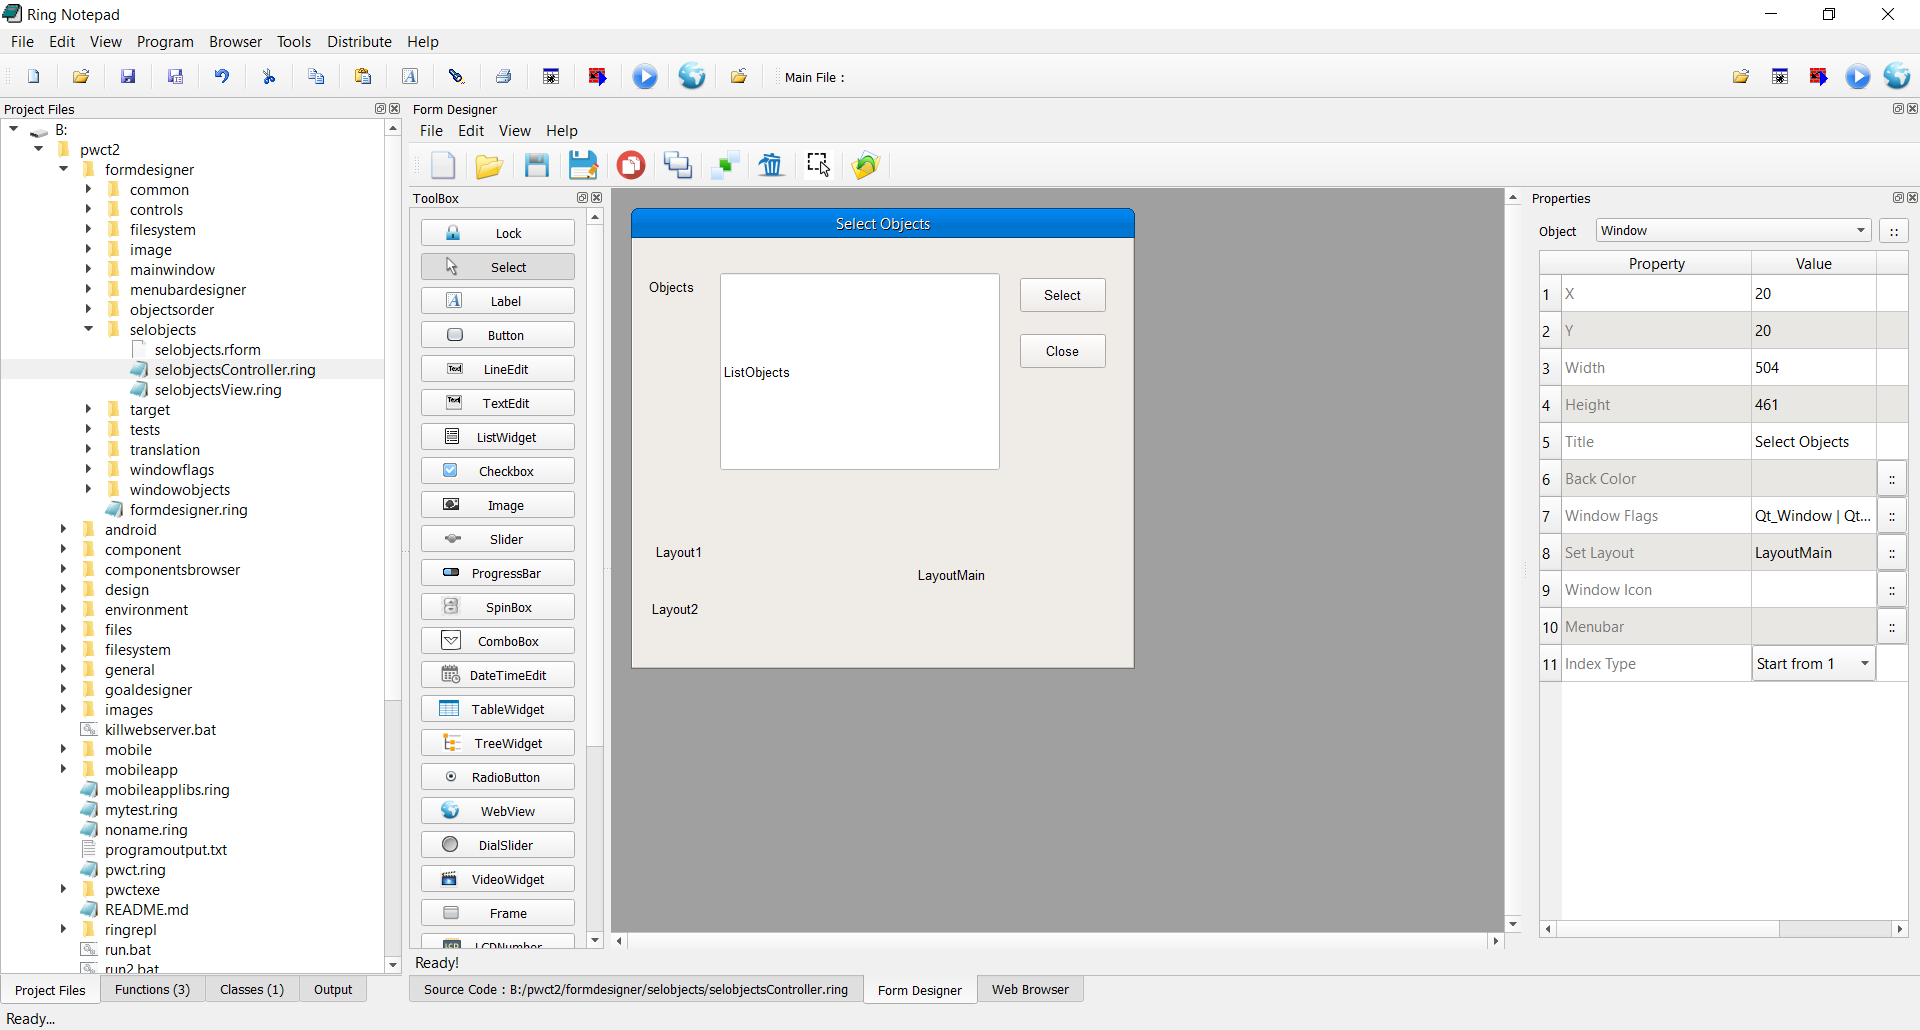 Ring Notepad
File Edit View Program Browser Tools Distribute Help
Main File :
Project Files
B:
pwct2
formdesigner
common
controls
filesystem
image
mainwindow
menubardesigner
objectsorder
selobjects
selobjects.rform
selobjectsController.ring
selobjectsView.ring
target
tests
translation
windowflags
windowobjects
formdesigner.ring
android
component
componentsbrowser
design
environment
files
filesystem
general
goaldesigner
images
killwebserver.bat
mobile
mobileapp
mobileapplibs.ring
mytest.ring
noname.ring
programoutput.txt
pwct.ring
pwctexe
README.md
ringrepl
run.bat
run2.bat
Project Files Functions (3) Classes (1) Output
Form Designer
File Edit View Help
ToolBox
Lock
Select
Label
Button
LineEdit
TextEdit
ListWidget
Checkbox
Image
Slider
ProgressBar
SpinBox
ComboBox
DateTimeEdit
TableWidget
TreeWidget
RadioButton
WebView
DialSlider
VideoWidget
Frame
LCDNumber
Select Objects
Objects
ListObjects
Select
Close
Layout1
LayoutMain
Layout2
Properties
Object Window ::
Property Value
1 X 20
2 Y 20
3 Width 504
4 Height 461
5 Title Select Objects
6 Back Color ::
7 Window Flags Qt_Window | Qt... ::
8 Set Layout LayoutMain ::
9 Window Icon ::
10 Menubar ::
11 Index Type Start from 1
Ready!
Source Code : B:/pwct2/formdesigner/selobjects/selobjectsController.ring Form Designer Web Browser
Ready...